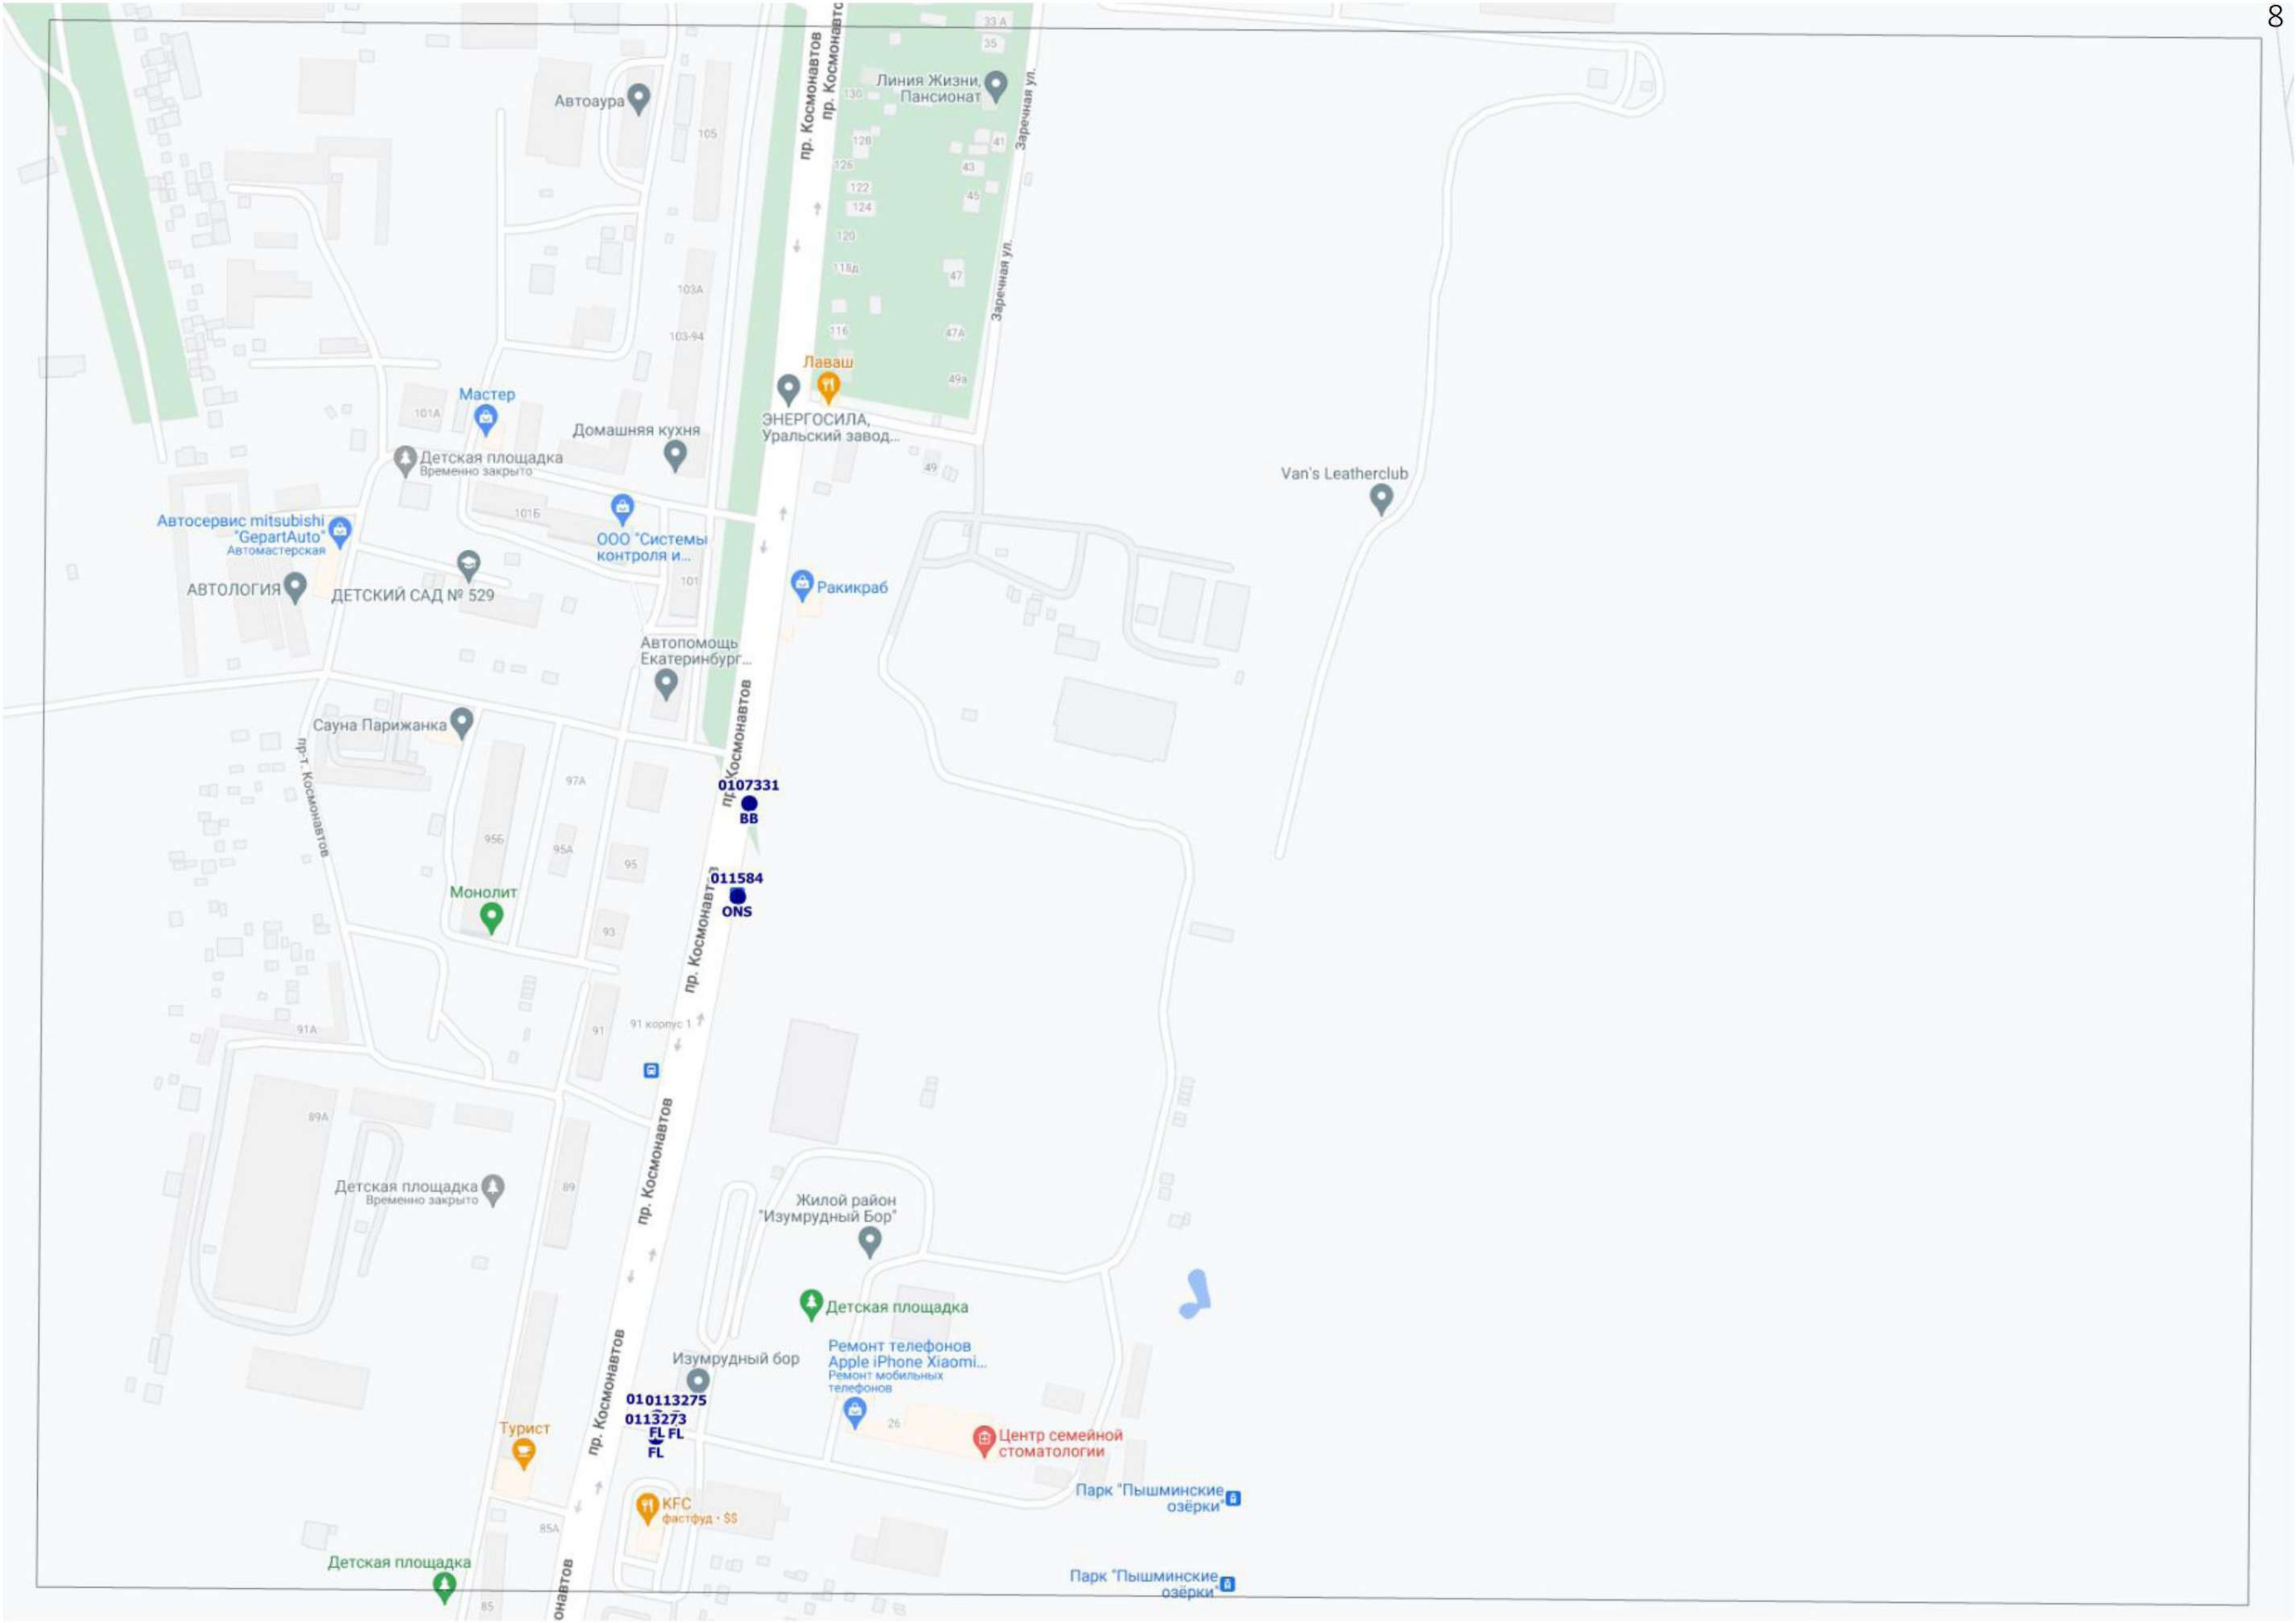 8
33 А
35
пр. Космонавтов
Линия Жизни,
Пансионат
130
Автоаура
105
128
41
Заречная ул.
126
43
122
45
124
120
Заречная ул.
118д
47
103А
103-94
116
47А
Лаваш
49а
Мастер
101А
ЭНЕРГОСИЛА,
Уральский завод...
Домашняя кухня
Детская площадка
Временно закрыто
49
Van's Leatherclub
101Б
Автосервис mitsubishi
"GepartAuto"
Автомастерская
ООО "Системы
контроля и...
101
АВТОЛОГИЯ
ДЕТСКИЙ САД № 529
Ракикраб
Автопомощь
Екатеринбург...
пр. Космонавтов
Сауна Парижанка
пр-т. Космонавтов
97А
0107331
BB
95Б
95А
95
011584
ONS
Монолит
93
пр. Космонавтов
91А
91
91 корпус 1
89А
пр. Космонавтов
Детская площадка
Временно закрыто
89
Жилой район
"Изумрудный Бор"
Детская площадка
пр. Космонавтов
Изумрудный бор
Ремонт телефонов
Apple iPhone Xiaomi...
Ремонт мобильных
телефонов
0113275
0113273
FL FL
FL
26
Турист
Центр семейной
стоматологии
Парк "Пышминские
озёрки"
KFC
фастфуд · $$
85А
Детская площадка
Парк "Пышминские
озёрки"
85